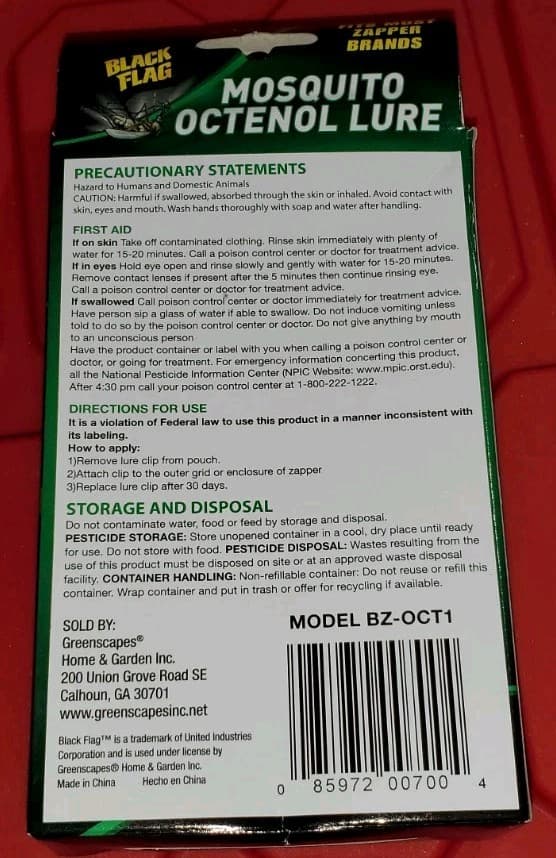 FITS MOST
ZAPPER
BRANDS
BLACK
FLAG
MOSQUITO
OCTENOL LURE
PRECAUTIONARY STATEMENTS
Hazard to Humans and Domestic Animals
CAUTION: Harmful if swallowed, absorbed through the skin or inhaled. Avoid contact with
skin, eyes and mouth. Wash hands thoroughly with soap and water after handling.
FIRST AID
If on skin Take off contaminated clothing. Rinse skin immediately with plenty of
water for 15-20 minutes. Call a poison control center or doctor for treatment advice.
If in eyes Hold eye open and rinse slowly and gently with water for 15-20 minutes.
Remove contact lenses if present after the 5 minutes then continue rinsing eye.
Call a poison control center or doctor for treatment advice.
If swallowed Call poison control center or doctor immediately for treatment advice.
Have person sip a glass of water if able to swallow. Do not induce vomiting unless
told to do so by the poison control center or doctor. Do not give anything by mouth
to an unconscious person
Have the product container or label with you when calling a poison control center or
doctor, or going for treatment. For emergency information concerting this product,
all the National Pesticide Information Center (NPIC Website: www.mpic.orst.edu).
After 4:30 pm call your poison control center at 1-800-222-1222.
DIRECTIONS FOR USE
It is a violation of Federal law to use this product in a manner inconsistent with
its labeling.
How to apply:
1)Remove lure clip from pouch.
2)Attach clip to the outer grid or enclosure of zapper
3)Replace lure clip after 30 days.
STORAGE AND DISPOSAL
Do not contaminate water, food or feed by storage and disposal.
PESTICIDE STORAGE: Store unopened container in a cool, dry place until ready
for use. Do not store with food. PESTICIDE DISPOSAL: Wastes resulting from the
use of this product must be disposed on site or at an approved waste disposal
facility. CONTAINER HANDLING: Non-refillable container: Do not reuse or refill this
container. Wrap container and put in trash or offer for recycling if available.
SOLD BY:
Greenscapes®
Home & Garden Inc.
200 Union Grove Road SE
Calhoun, GA 30701
www.greenscapesinc.net
Black Flag™ is a trademark of United Industries
Corporation and is used under license by
Greenscapes® Home & Garden Inc.
Made in China Hecho en China
MODEL BZ-OCT1
0 85972 00700 4